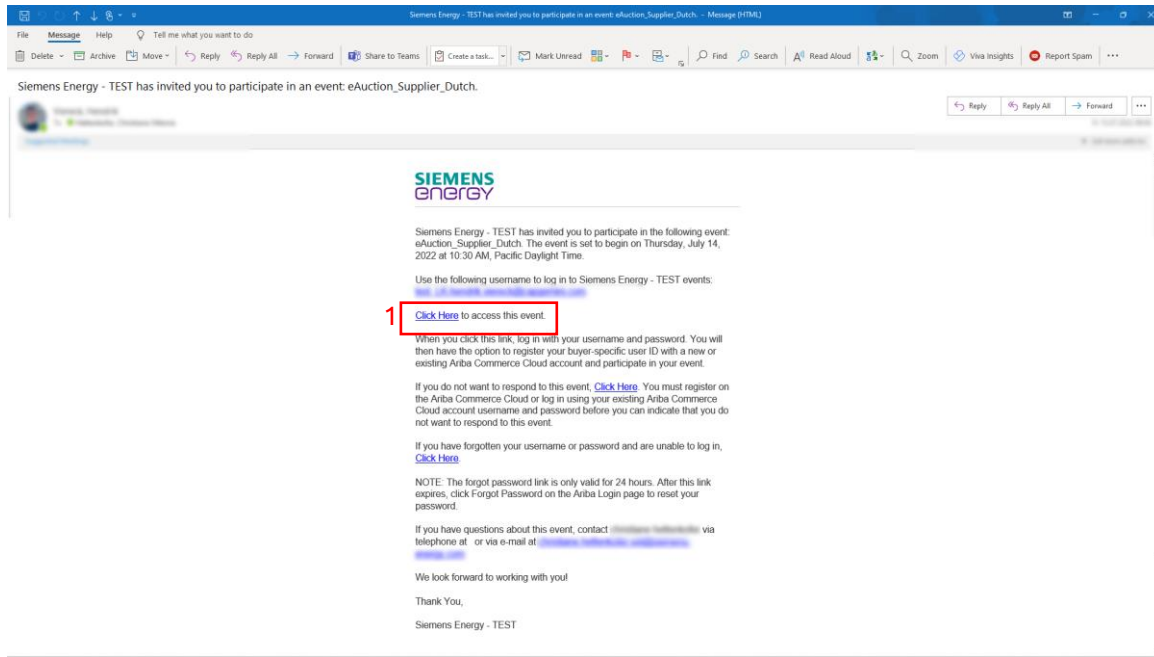 Siemens Energy - TEST has invited you to participate in an event: eAuction_Supplier_Dutch. - Message (HTML)
File Message Help Tell me what you want to do
Delete Archive Move Reply Reply All Forward Share to Teams Create a task... Mark Unread Find Search Read Aloud Zoom Viva Insights Report Spam ...
Siemens Energy - TEST has invited you to participate in an event: eAuction_Supplier_Dutch.
Reply Reply All Forward ...
SIEMENS
energy
Siemens Energy - TEST has invited you to participate in the following event:
eAuction_Supplier_Dutch. The event is set to begin on Thursday, July 14,
2022 at 10:30 AM, Pacific Daylight Time.
Use the following username to log in to Siemens Energy - TEST events:
1 Click Here to access this event.
When you click this link, log in with your username and password. You will
then have the option to register your buyer-specific user ID with a new or
existing Ariba Commerce Cloud account and participate in your event.
If you do not want to respond to this event, Click Here. You must register on
the Ariba Commerce Cloud or log in using your existing Ariba Commerce
Cloud account username and password before you can indicate that you do
not want to respond to this event.
If you have forgotten your username or password and are unable to log in,
Click Here.
NOTE: The forgot password link is only valid for 24 hours. After this link
expires, click Forgot Password on the Ariba Login page to reset your
password.
If you have questions about this event, contact via
telephone at or via e-mail at
We look forward to working with you!
Thank You,
Siemens Energy - TEST